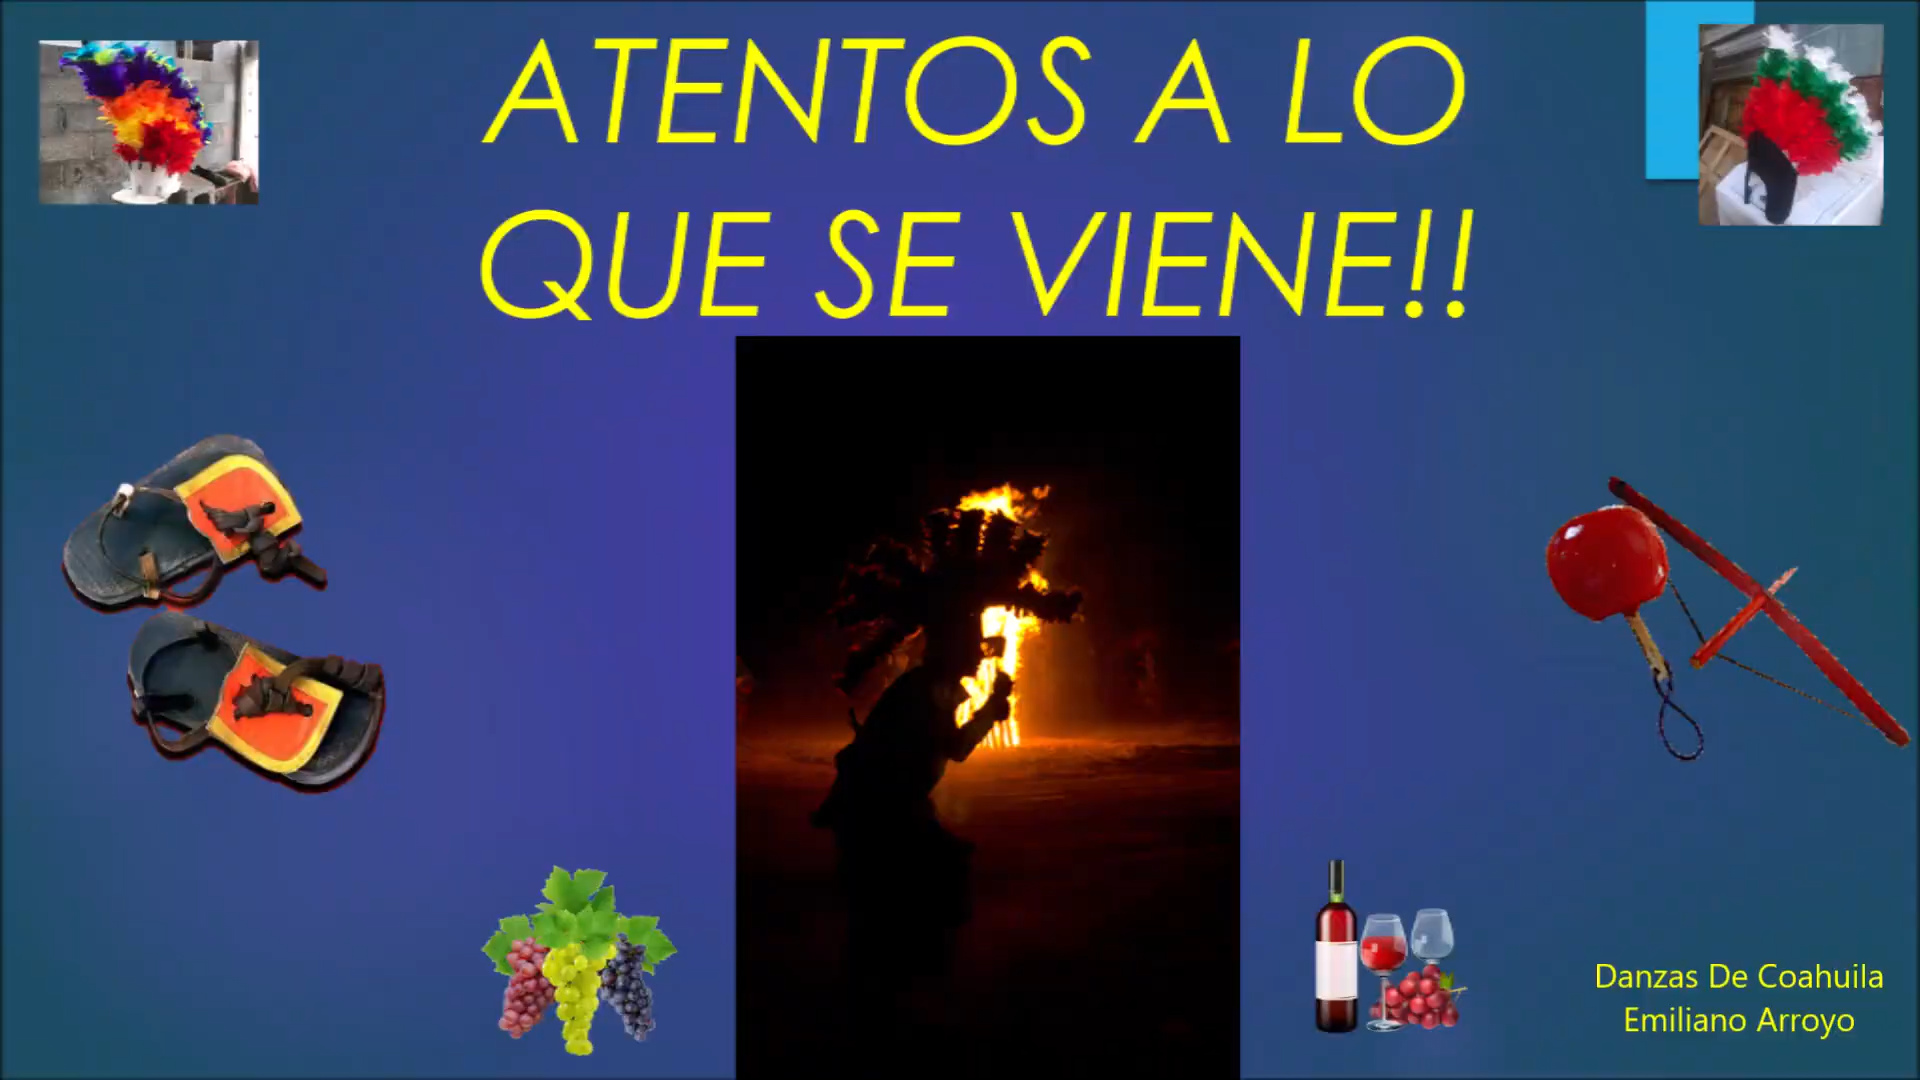 ATENTOS A LO
QUE SE VIENE!!
Danzas De Coahuila
Emiliano Arroyo